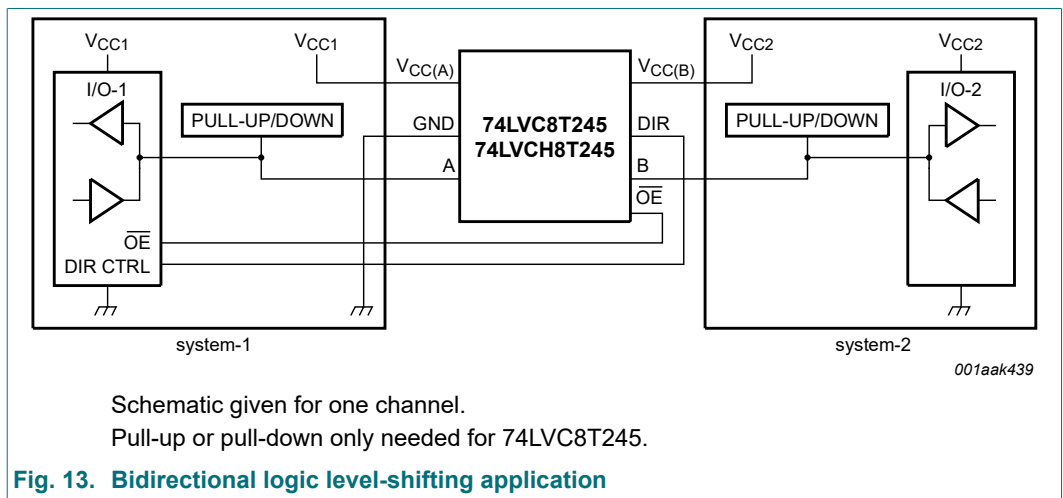 VCC1 VCC1 VCC2 VCC2
I/O-1 VCC(A) VCC(B) I/O-2
PULL-UP/DOWN GND 74LVC8T245 DIR PULL-UP/DOWN
74LVCH8T245
A B
OE OE
DIR CTRL
system-1 system-2
001aak439
Schematic given for one channel.
Pull-up or pull-down only needed for 74LVC8T245.
Fig. 13. Bidirectional logic level-shifting application